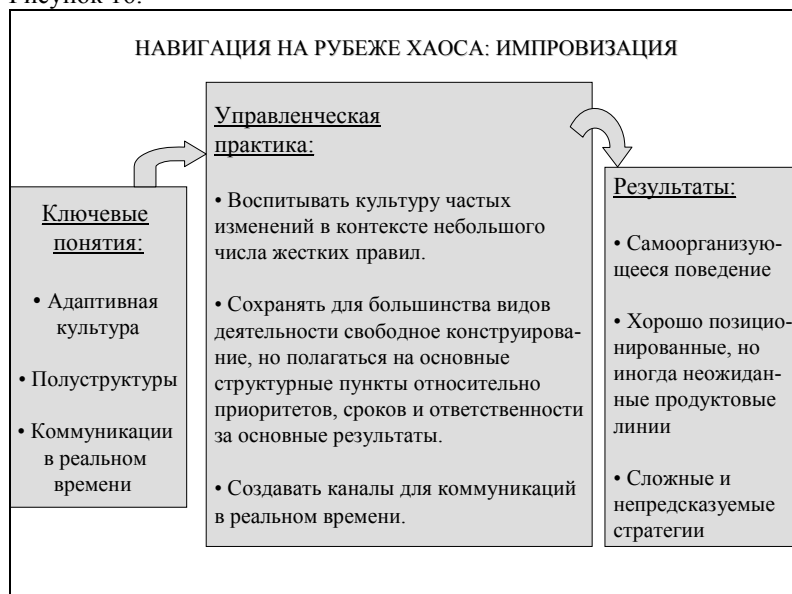 НАВИГАЦИЯ НА РУБЕЖЕ ХАОСА: ИМПРОВИЗАЦИЯ
Ключевые
понятия:
• Адаптивная
культура
• Полуструктуры
• Коммуникации
в реальном
времени
Управленческая
практика:
• Воспитывать культуру частых
изменений в контексте небольшого
числа жестких правил.
• Сохранять для большинства видов
деятельности свободное конструирова-
ние, но полагаться на основные
структурные пункты относительно
приоритетов, сроков и ответственности
за основные результаты.
• Создавать каналы для коммуникаций
в реальном времени.
Результаты:
• Самоорганизую-
щееся поведение
• Хорошо позицио-
нированные, но
иногда неожидан-
ные продуктовые
линии
• Сложные и
непредсказуемые
стратегии